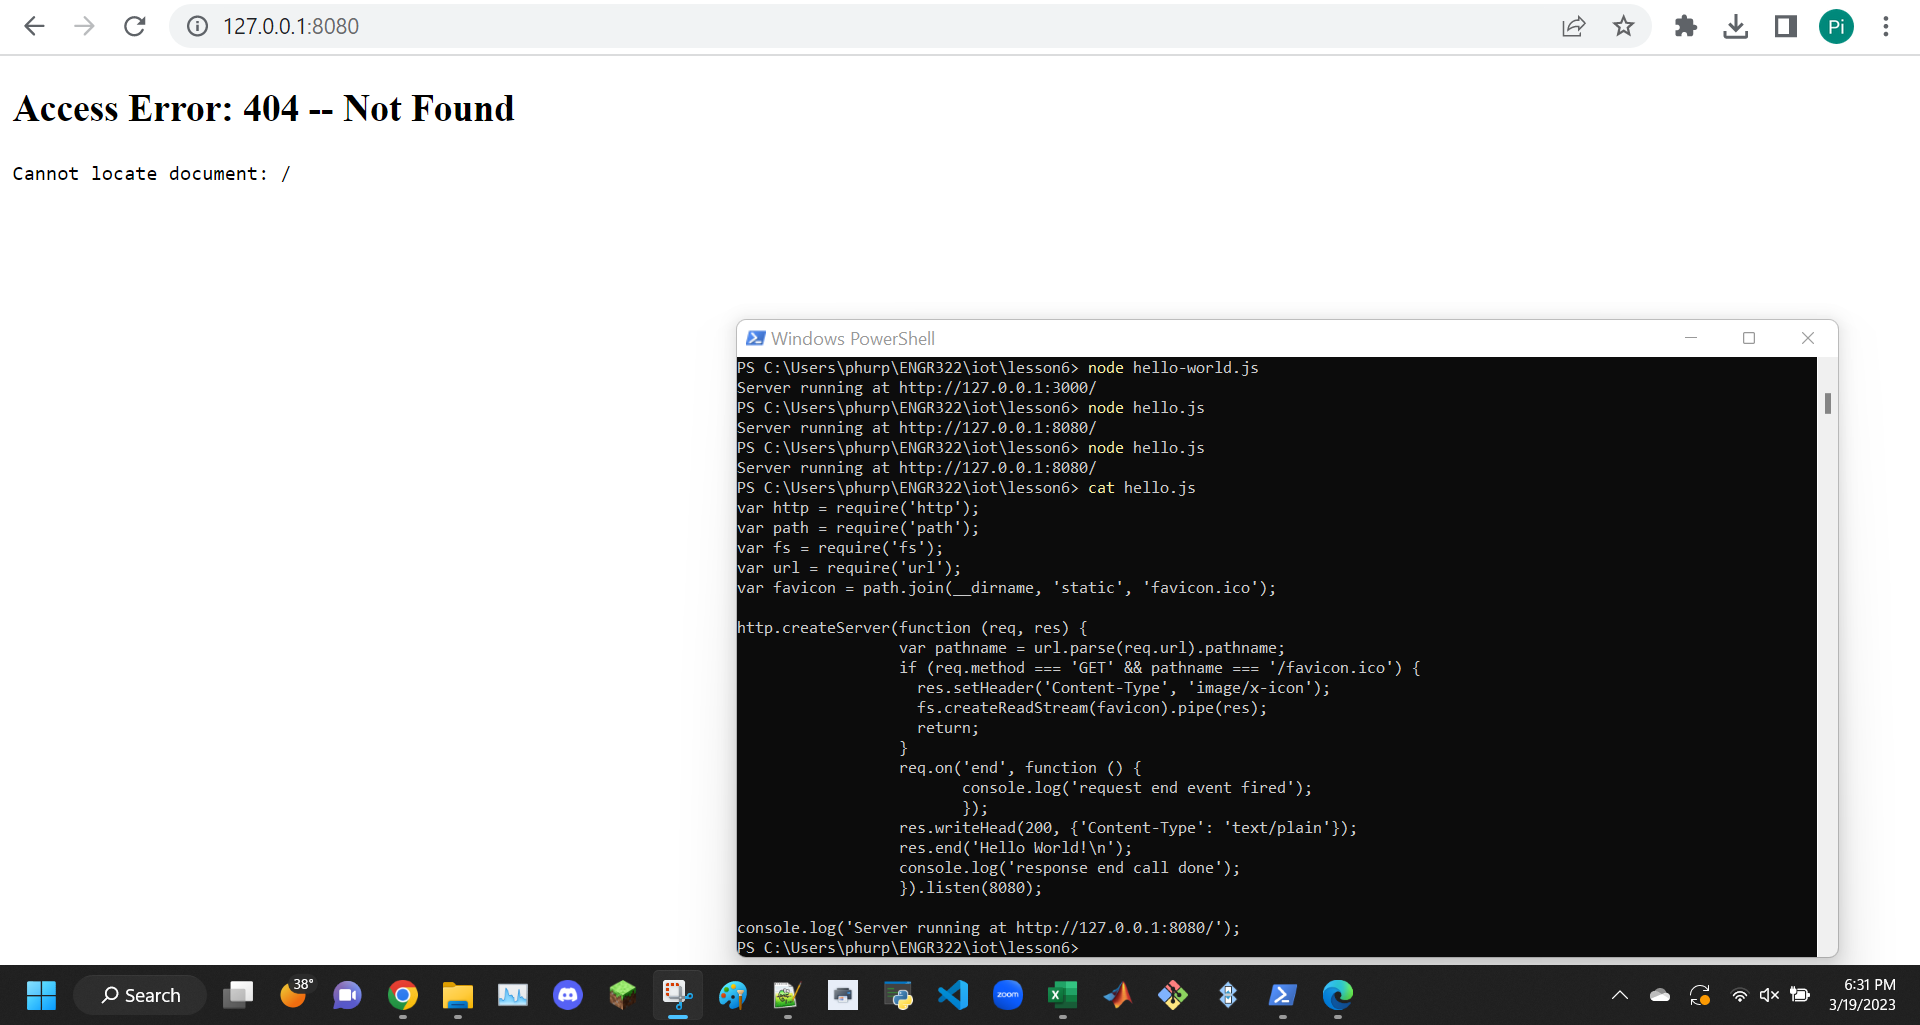 127.0.0.1:8080
Pi
Access Error: 404 -- Not Found
Cannot locate document: /
Windows PowerShell
PS C:\Users\phurp\ENGR322\iot\lesson6> node hello-world.js
Server running at http://127.0.0.1:3000/
PS C:\Users\phurp\ENGR322\iot\lesson6> node hello.js
Server running at http://127.0.0.1:8080/
PS C:\Users\phurp\ENGR322\iot\lesson6> node hello.js
Server running at http://127.0.0.1:8080/
PS C:\Users\phurp\ENGR322\iot\lesson6> cat hello.js
var http = require('http');
var path = require('path');
var fs = require('fs');
var url = require('url');
var favicon = path.join(__dirname, 'static', 'favicon.ico');
http.createServer(function (req, res) {
var pathname = url.parse(req.url).pathname;
if (req.method === 'GET' && pathname === '/favicon.ico') {
res.setHeader('Content-Type', 'image/x-icon');
fs.createReadStream(favicon).pipe(res);
return;
}
req.on('end', function () {
console.log('request end event fired');
});
res.writeHead(200, {'Content-Type': 'text/plain'});
res.end('Hello World!\n');
console.log('response end call done');
}).listen(8080);
console.log('Server running at http://127.0.0.1:8080/');
PS C:\Users\phurp\ENGR322\iot\lesson6>
Search
38°
zoom
6:31 PM
3/19/2023